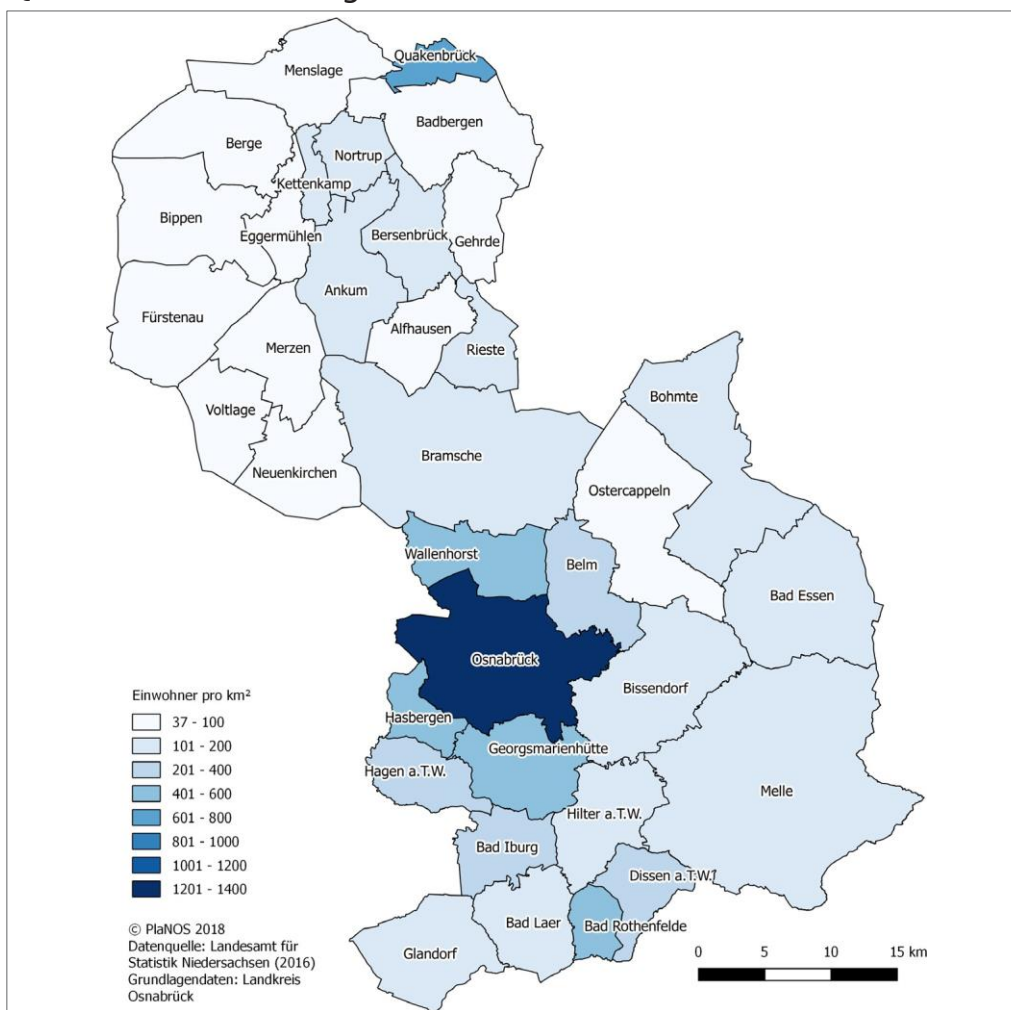 Quakenbrück
Menslage
Badbergen
Berge
Nortrup
Kettenkamp
Bippen
Bersenbrück
Eggermühlen
Gehrde
Ankum
Fürstenau
Alfhausen
Merzen
Rieste
Bohmte
Voltlage
Bramsche
Neuenkirchen
Ostercappeln
Wallenhorst
Belm
Bad Essen
Osnabrück
Bissendorf
Hasbergen
Georgsmarienhütte
Hagen a.T.W.
Melle
Hilter a.T.W.
Bad Iburg
Dissen a.T.W.
Bad Laer
Bad Rothenfelde
Glandorf
Einwohner pro km²
37 - 100
101 - 200
201 - 400
401 - 600
601 - 800
801 - 1000
1001 - 1200
1201 - 1400
© PlaNOS 2018
Datenquelle: Landesamt für
Statistik Niedersachsen (2016)
Grundlagendaten: Landkreis
Osnabrück
0 5 10 15 km